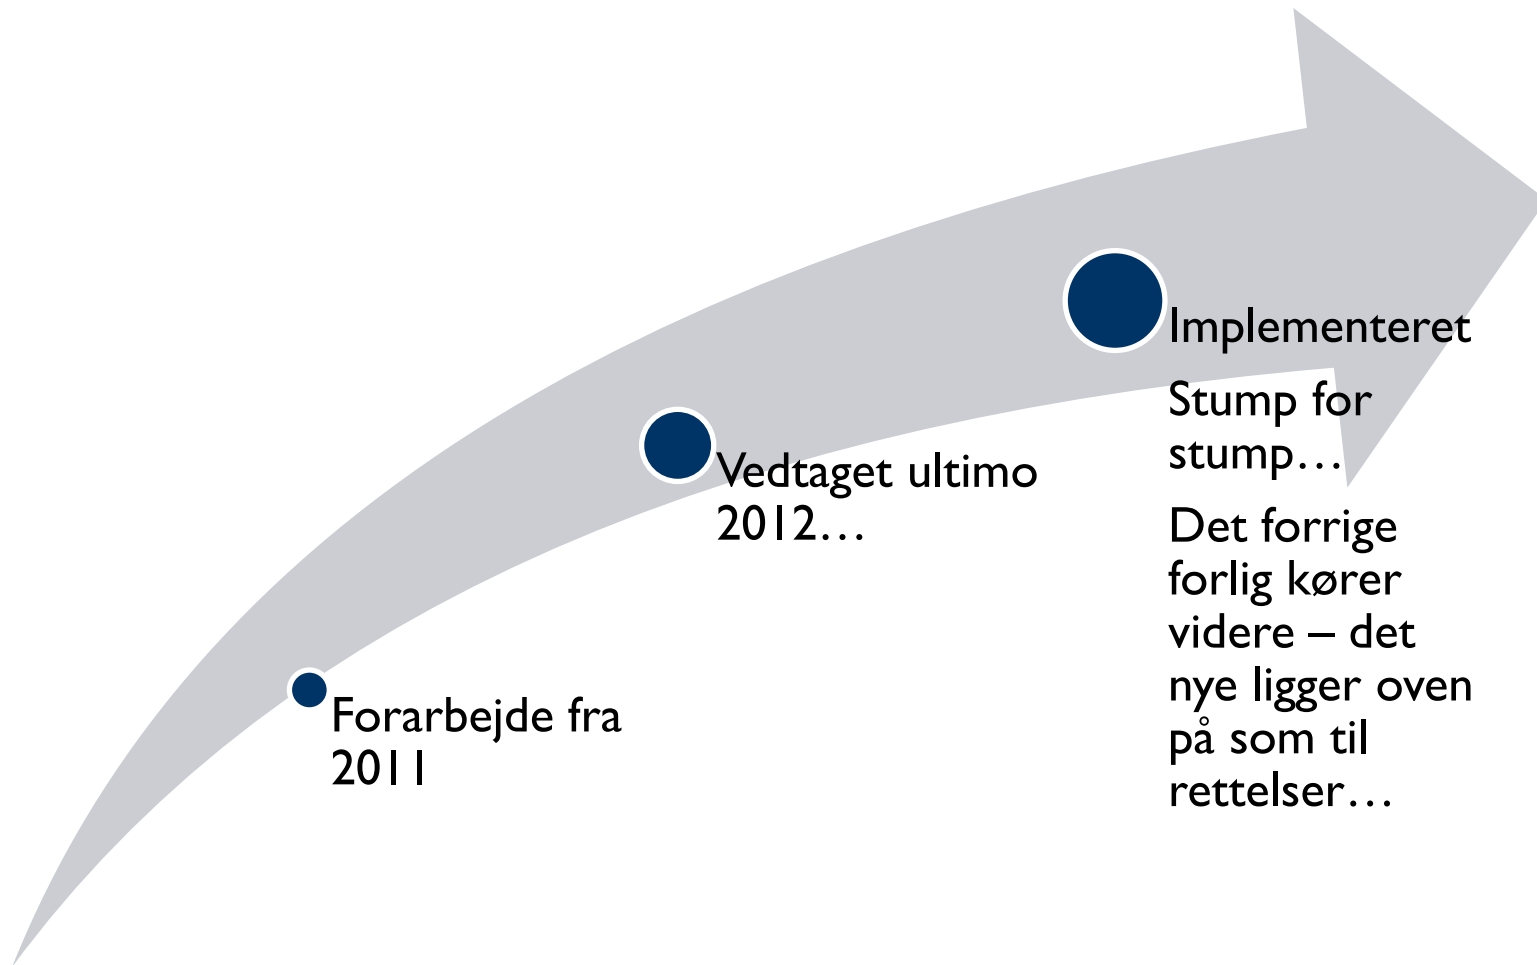 Forarbejde fra
2011
Vedtaget ultimo
2012…
Implementeret
Stump for
stump…
Det forrige
forlig kører
videre – det
nye ligger oven
på som til
rettelser…